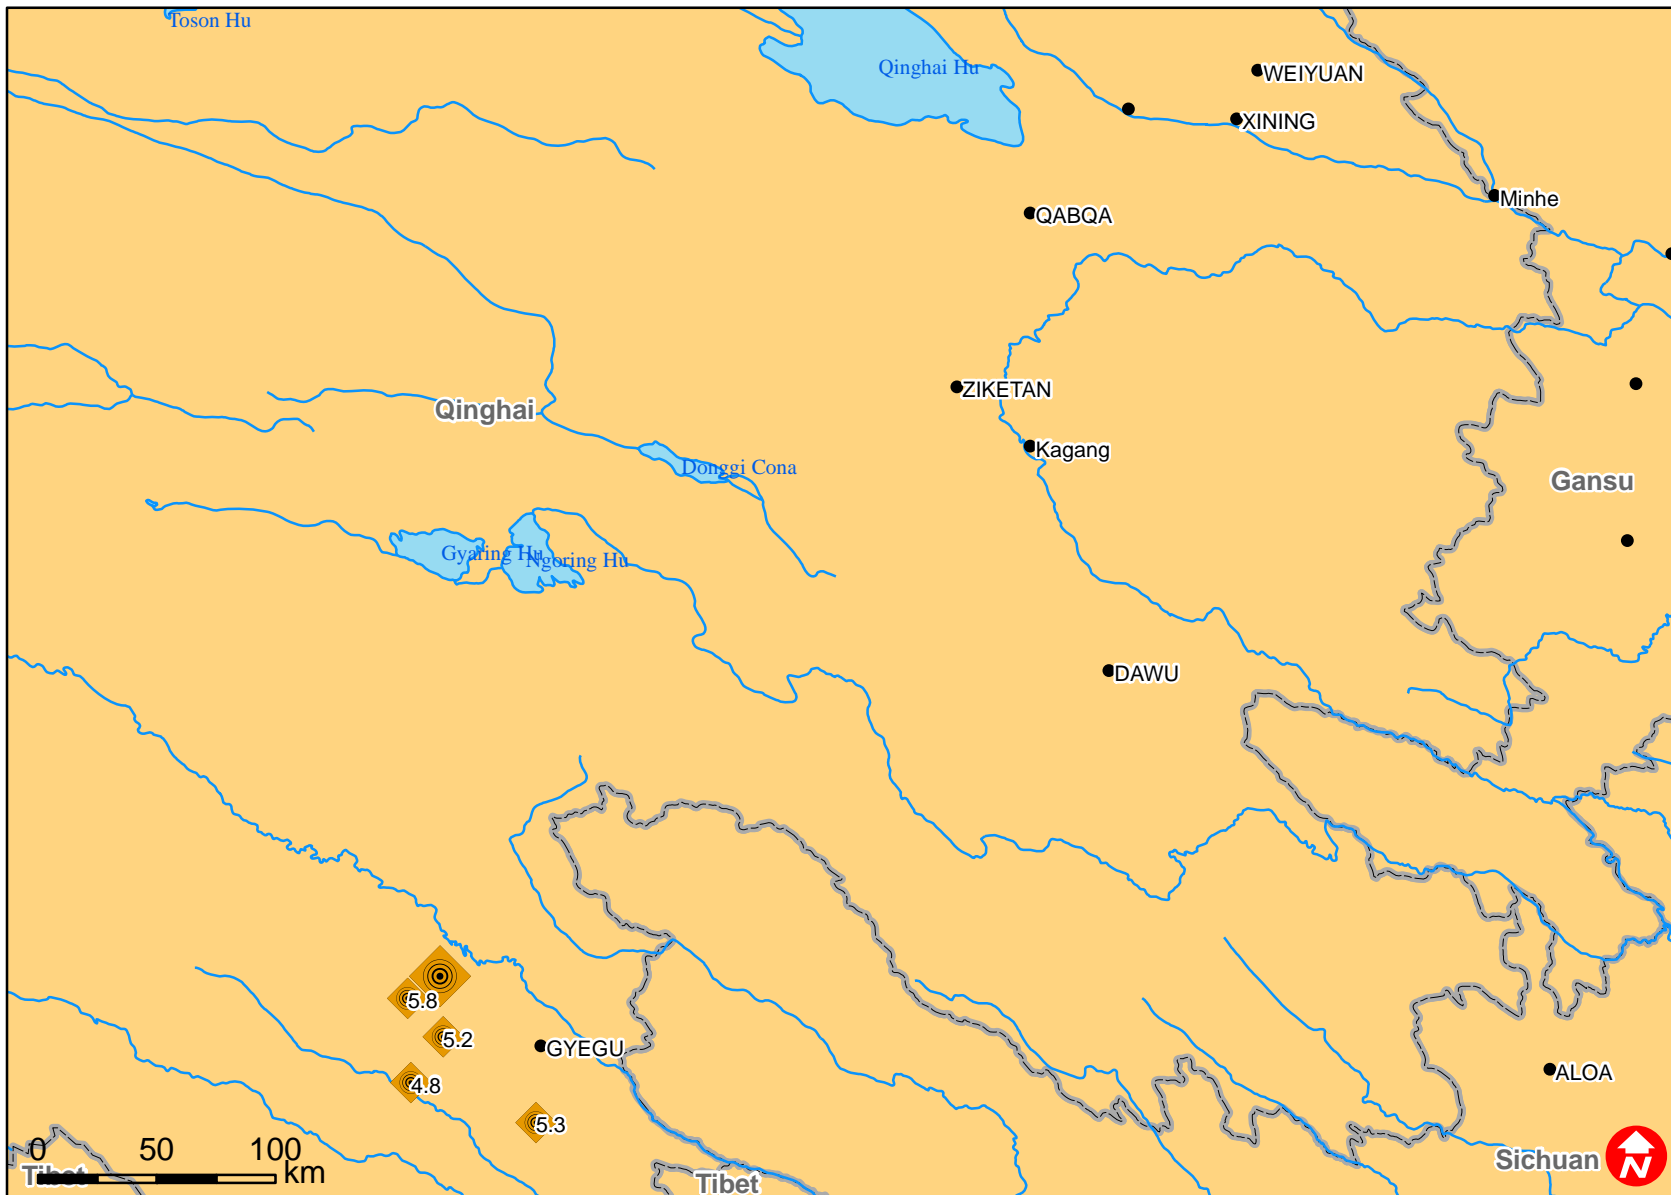 Toson Hu
Qinghai Hu
WEIYUAN
XINING
Minhe
QABQA
ZIKETAN
Qinghai
Kagang
Donggi Cona
Gansu
Gyaring Hu
Ngoring Hu
DAWU
5.8
5.2
GYEGU
4.8
ALOA
5.3
0 50 100
km
Tibet
Tibet
Sichuan
N